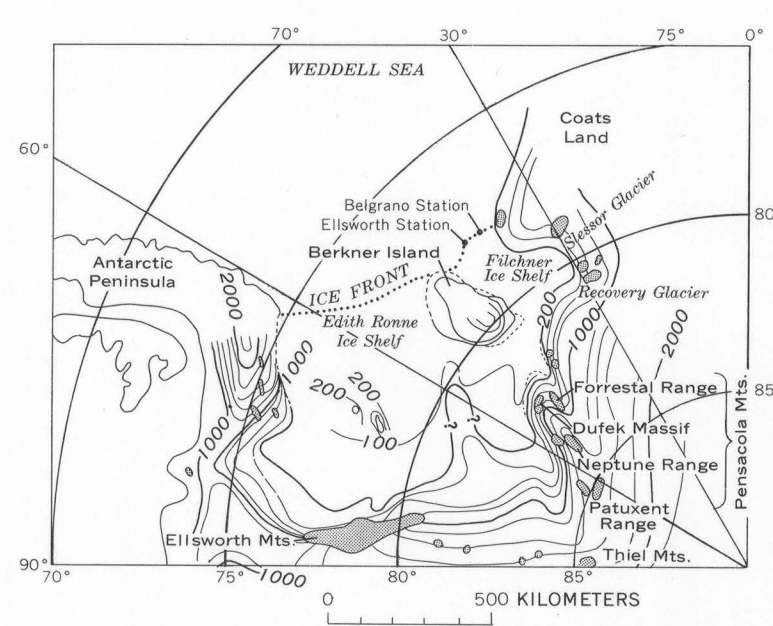 70°
30°
75°
0°
WEDDELL SEA
Coats
Land
60°
Belgrano Station
Ellsworth Station
Slessor Glacier
80
Berkner Island
Filchner
Ice Shelf
Antarctic
Peninsula
ICE FRONT
2000
Recovery Glacier
Edith Ronne
Ice Shelf
200
1000
2000
1000
200
200
100
?
?
85
Forrestal Range
Dufek Massif
Neptune Range
Patuxent
Range
Pensacola Mts.
1000
Ellsworth Mts.
Thiel Mts.
90°
70°
75°
1000
80°
85°
0
500 KILOMETERS